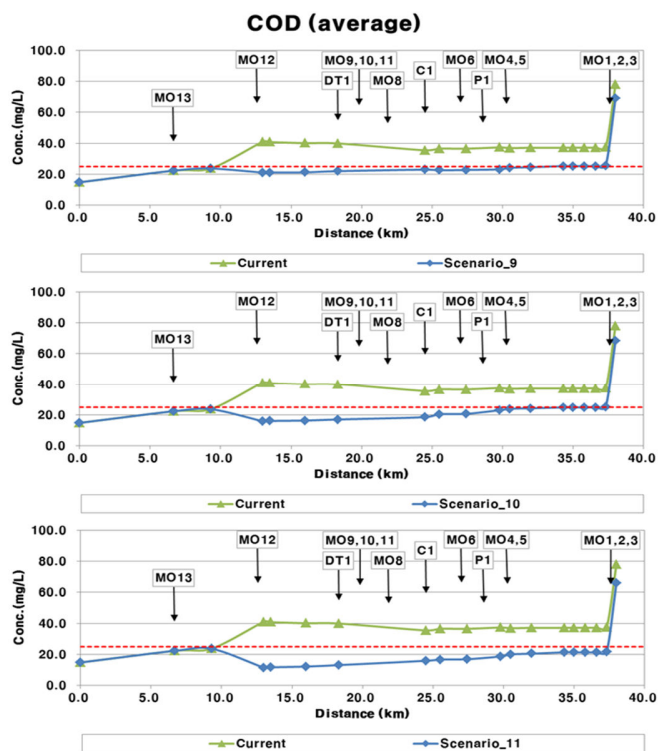 COD (average)
100.0
80.0
60.0
40.0
20.0
0.0
Conc.(mg/L)
MO13
MO12
MO9,10,11
DT1
MO8
C1
MO6
P1
MO4,5
MO1,2,3
0.0 5.0 10.0 15.0 20.0 25.0 30.0 35.0 40.0
Distance (km)
Current Scenario_9
100.0
80.0
60.0
40.0
20.0
0.0
Conc.(mg/L)
MO13
MO12
MO9,10,11
DT1
MO8
C1
MO6
P1
MO4,5
MO1,2,3
0.0 5.0 10.0 15.0 20.0 25.0 30.0 35.0 40.0
Distance (km)
Current Scenario_10
100.0
80.0
60.0
40.0
20.0
0.0
Conc.(mg/L)
MO13
MO12
MO9,10,11
DT1
MO8
C1
MO6
P1
MO4,5
MO1,2,3
0.0 5.0 10.0 15.0 20.0 25.0 30.0 35.0 40.0
Distance (km)
Current Scenario_11